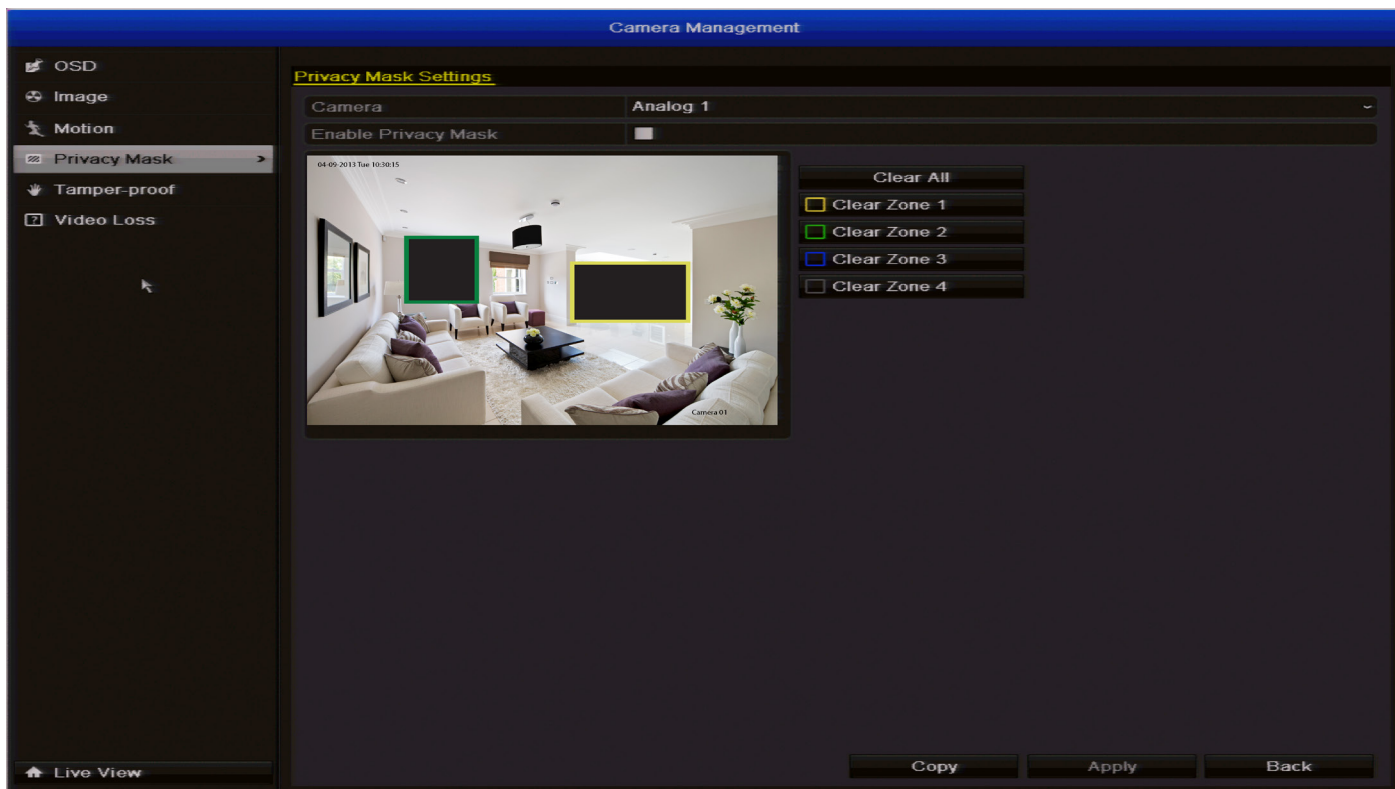 Camera Management
OSD
Image
Motion
Privacy Mask
Tamper-proof
Video Loss
Live View
Privacy Mask Settings
Camera Analog 1
Enable Privacy Mask
04-09-2013 Tue 10:30:15
Camera 01
Clear All
Clear Zone 1
Clear Zone 2
Clear Zone 3
Clear Zone 4
Copy Apply Back